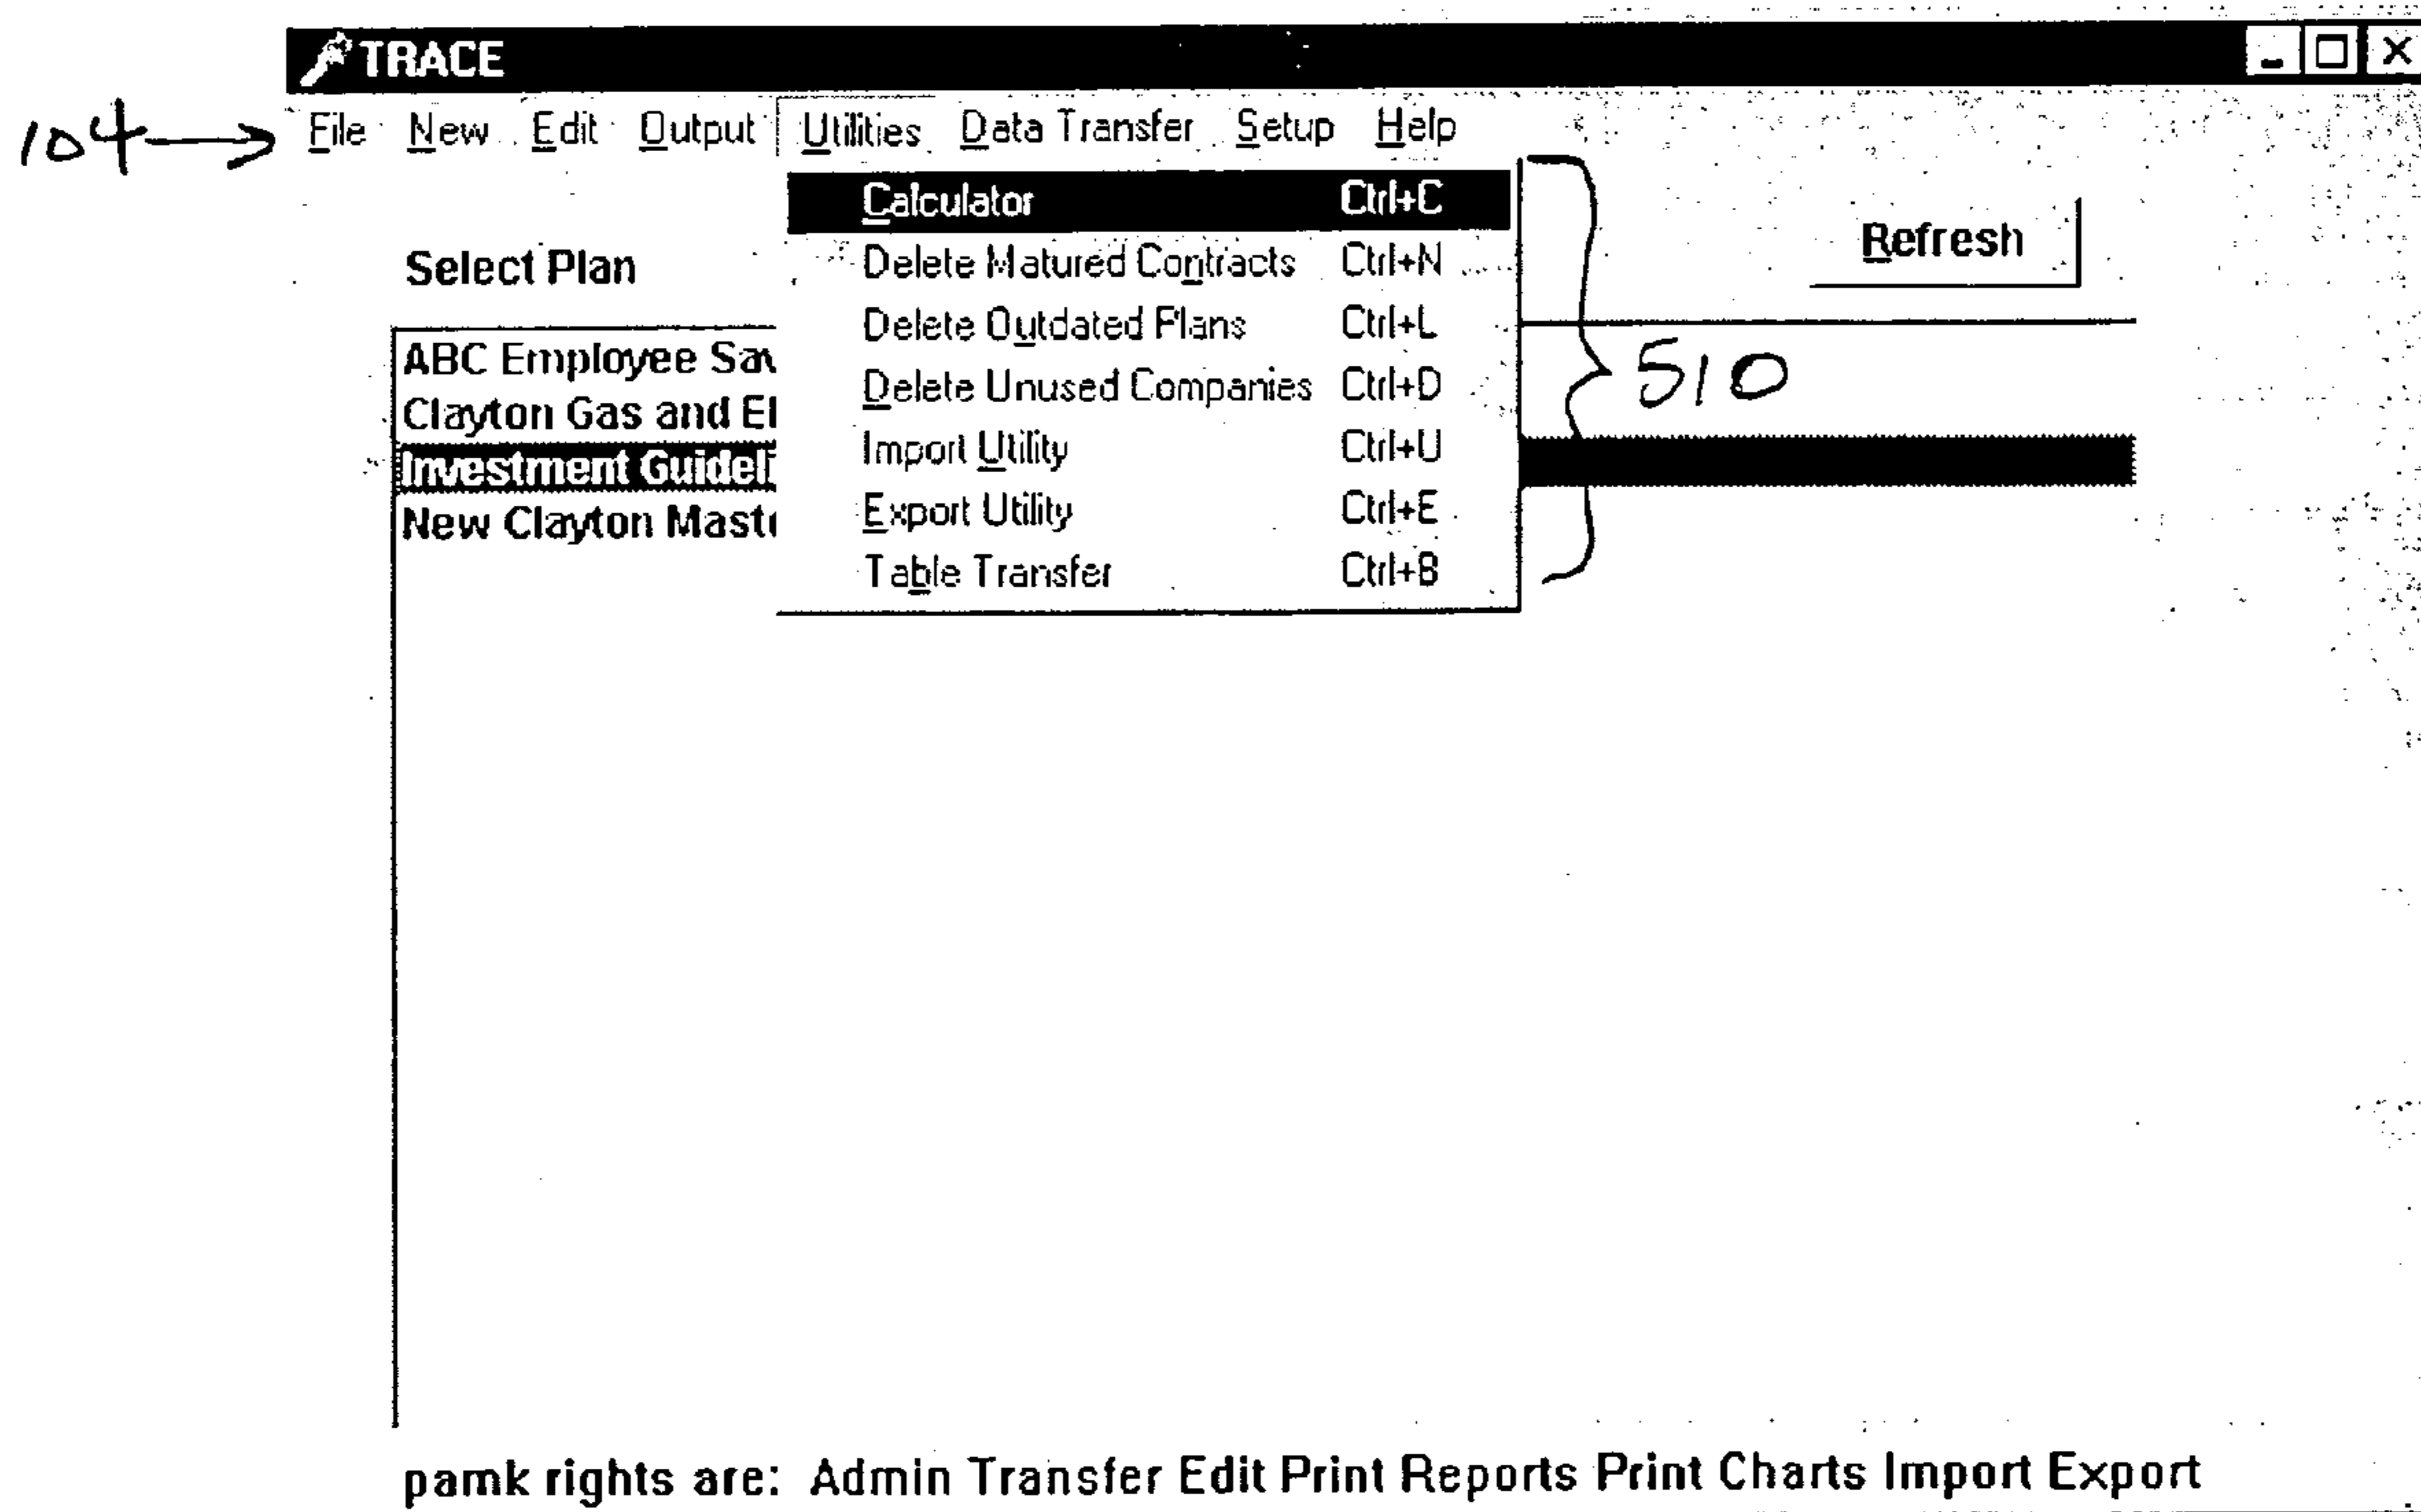 TRACE
104 File New Edit Output Utilities Data Transfer Setup Help
Calculator Ctrl+C
Refresh
Select Plan
Delete Matured Contracts Ctrl+N
Delete Outdated Plans Ctrl+L
ABC Employee Sav
Delete Unused Companies Ctrl+D
510
Clayton Gas and El
Import Utility Ctrl+U
Investment Guideli
Export Utility Ctrl+E
New Clayton Maste
Table Transfer Ctrl+B
pamk rights are: Admin Transfer Edit Print Reports Print Charts Import Export